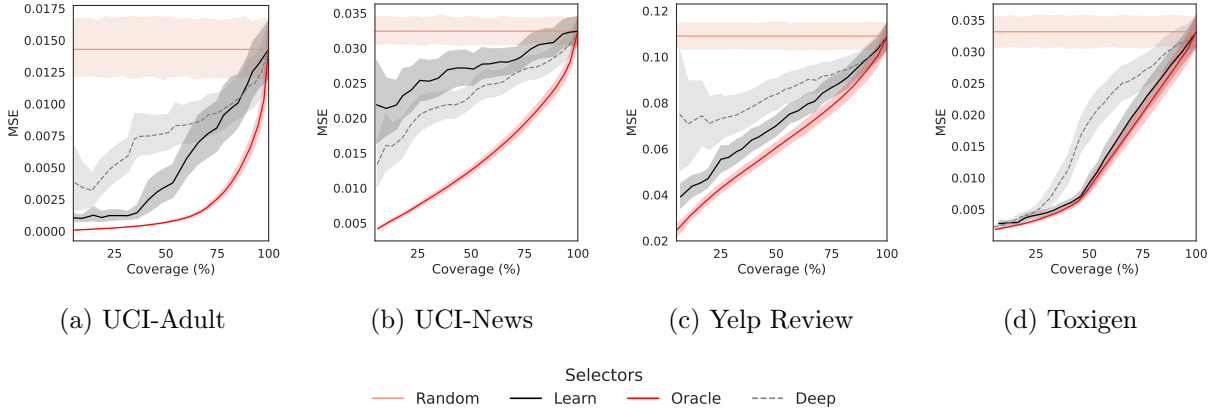 0.0175
0.0150
0.0125
0.0100
0.0075
0.0050
0.0025
0.0000
MSE
25 50 75 100
Coverage (%)
(a) UCI-Adult
0.035
0.030
0.025
0.020
0.015
0.010
0.005
MSE
25 50 75 100
Coverage (%)
(b) UCI-News
0.12
0.10
0.08
0.06
0.04
0.02
MSE
25 50 75 100
Coverage (%)
(c) Yelp Review
0.035
0.030
0.025
0.020
0.015
0.010
0.005
MSE
25 50 75 100
Coverage (%)
(d) Toxigen
Selectors
Random Learn Oracle Deep